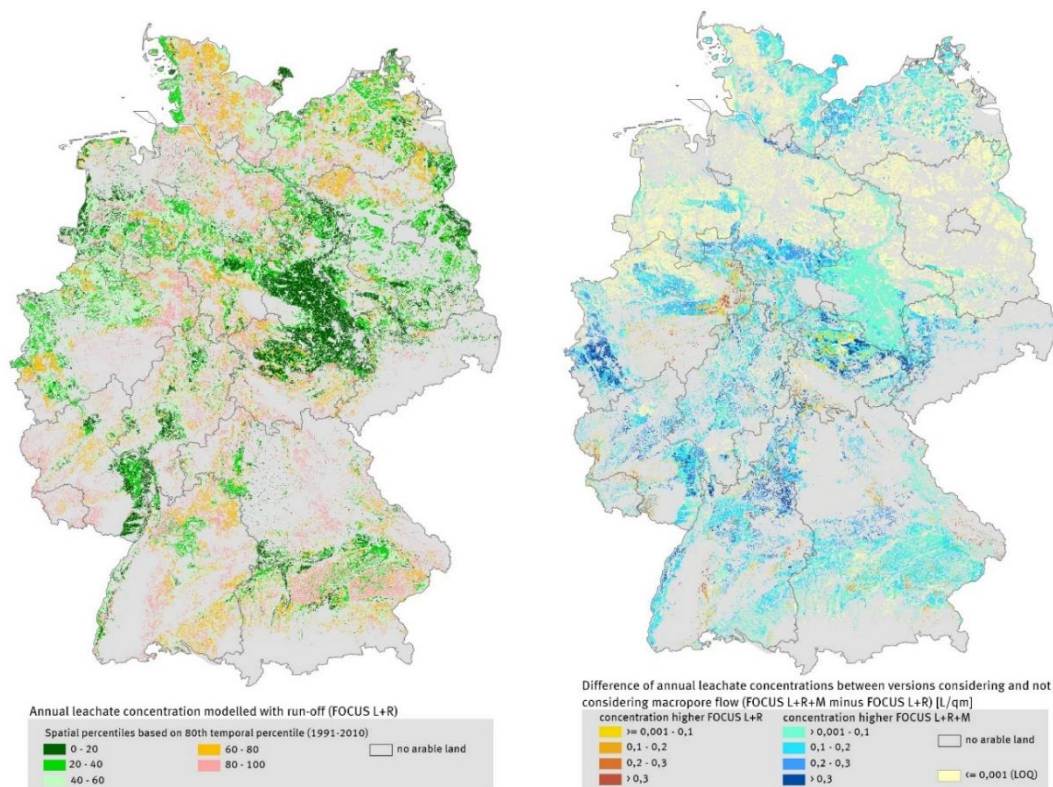 Annual leachate concentration modelled with run-off (FOCUS L+R)
Spatial percentiles based on 80th temporal percentile (1991-2010)
0 - 20
20 - 40
40 - 60
60 - 80
80 - 100
no arable land
Difference of annual leachate concentrations between versions considering and not
considering macropore flow (FOCUS L+R+M minus FOCUS L+R) [L/qm]
concentration higher FOCUS L+R
>= 0,001 - 0,1
0,1 - 0,2
0,2 - 0,3
> 0,3
concentration higher FOCUS L+R+M
> 0,001 - 0,1
0,1 - 0,2
0,2 - 0,3
> 0,3
no arable land
<= 0,001 (LOQ)